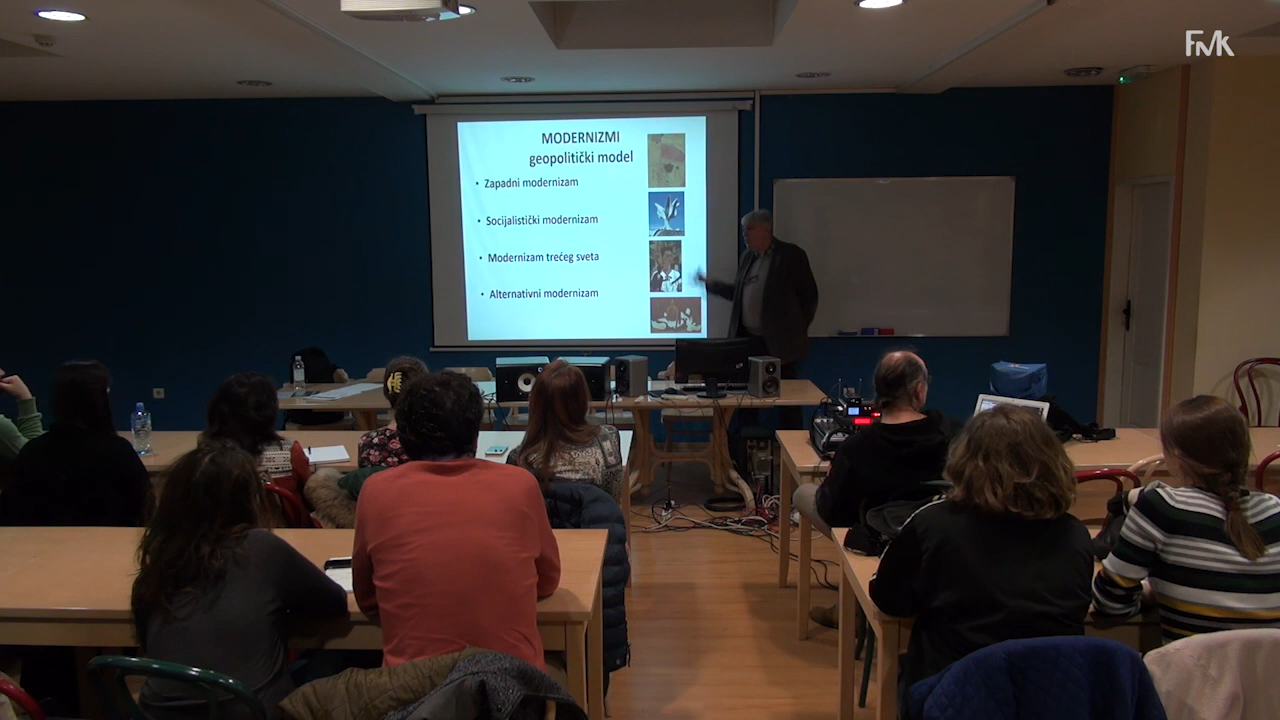 FMK
MODERNIZMI
geopolitički model
• Zapadni modernizam
• Socijalistički modernizam
• Modernizam trećeg sveta
• Alternativni modernizam